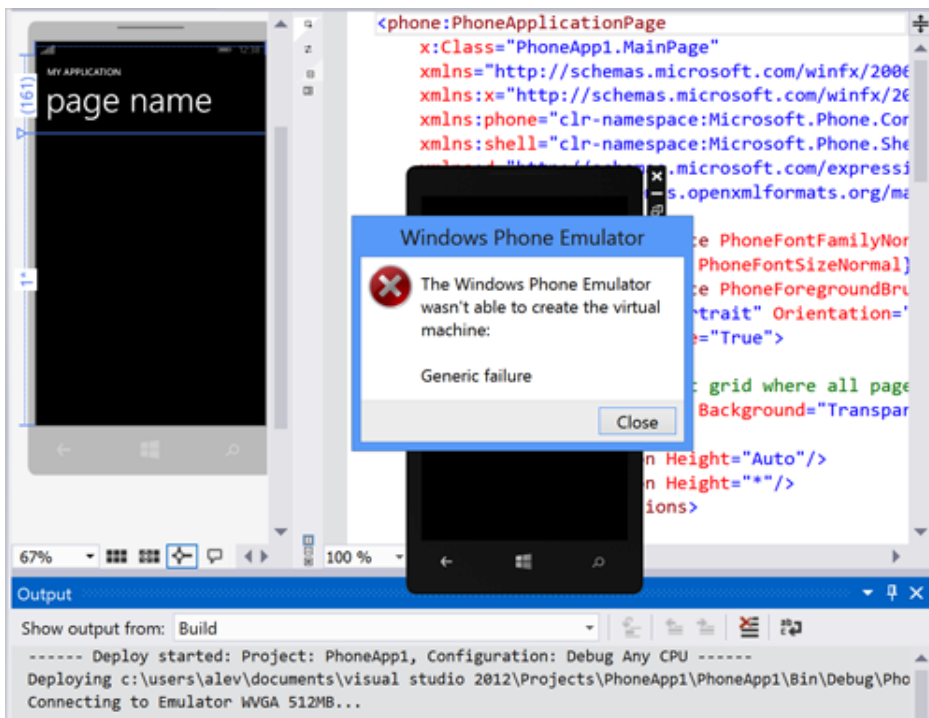 <phone:PhoneApplicationPage
x:Class="PhoneApp1.MainPage"
xmlns="http://schemas.microsoft.com/winfx/2006
xmlns:x="http://schemas.microsoft.com/winfx/20
xmlns:phone="clr-namespace:Microsoft.Phone.Con
xmlns:shell="clr-namespace:Microsoft.Phone.She
.microsoft.com/expressi
s.openxmlformats.org/ma
12:38
MY APPLICATION
page name
(161)
1*
ce PhoneFontFamilyNor
PhoneFontSizeNormal}
ce PhoneForegroundBru
rtrait" Orientation="
="True">
t grid where all page
Background="Transpar
n Height="Auto"/>
n Height="*"/>
ions>
Windows Phone Emulator
The Windows Phone Emulator
wasn't able to create the virtual
machine:
Generic failure
Close
67%
100 %
Output
Show output from: Build
------ Deploy started: Project: PhoneApp1, Configuration: Debug Any CPU ------
Deploying c:\users\alev\documents\visual studio 2012\Projects\PhoneApp1\PhoneApp1\Bin\Debug\Pho
Connecting to Emulator WVGA 512MB...